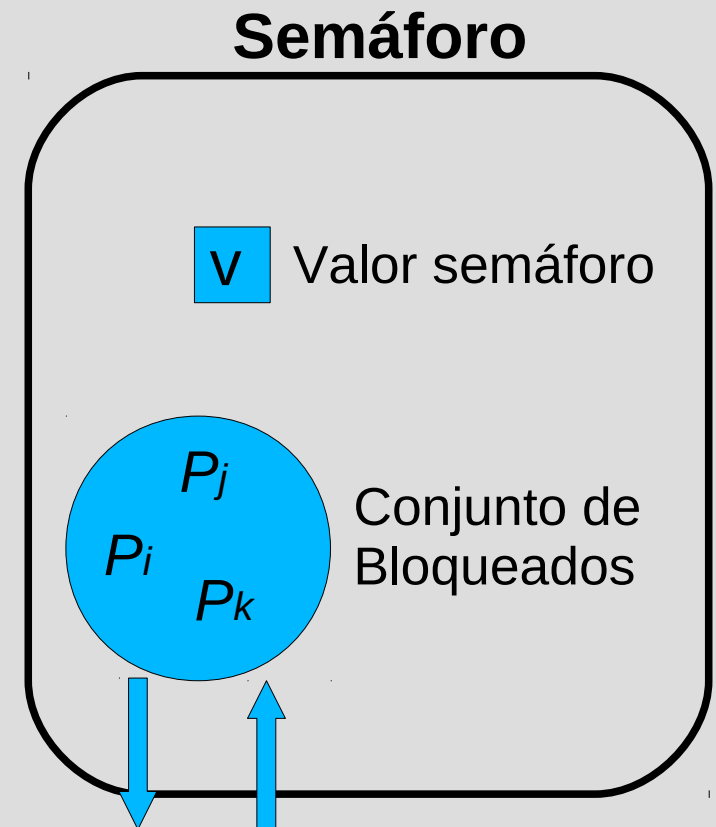 Semáforo
v Valor semáforo
Pj
Pi
Pk
Conjunto de
Bloqueados